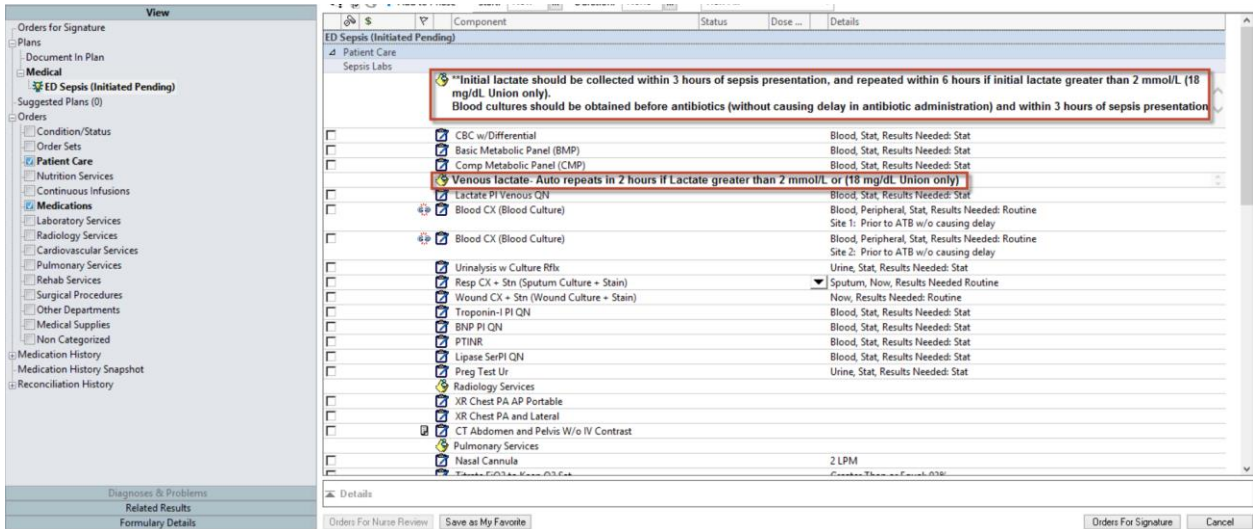 View
Orders for Signature
Plans
Document In Plan
Medical
ED Sepsis (Initiated Pending)
Suggested Plans (0)
Orders
Condition/Status
Order Sets
Patient Care
Nutrition Services
Continuous Infusions
Medications
Laboratory Services
Radiology Services
Cardiovascular Services
Pulmonary Services
Rehab Services
Surgical Procedures
Other Departments
Medical Supplies
Non Categorized
Medication History
Medication History Snapshot
Reconciliation History
Diagnoses & Problems
Related Results
Formulary Details
$ Component Status Dose ... Details
ED Sepsis (Initiated Pending)
Patient Care
Sepsis Labs
**Initial lactate should be collected within 3 hours of sepsis presentation, and repeated within 6 hours if initial lactate greater than 2 mmol/L (18
mg/dL Union only).
Blood cultures should be obtained before antibiotics (without causing delay in antibiotic administration) and within 3 hours of sepsis presentation
CBC w/Differential Blood, Stat, Results Needed: Stat
Basic Metabolic Panel (BMP) Blood, Stat, Results Needed: Stat
Comp Metabolic Panel (CMP) Blood, Stat, Results Needed: Stat
Venous lactate- Auto repeats in 2 hours if Lactate greater than 2 mmol/L or (18 mg/dL Union only)
Lactate PI Venous QN Blood, Stat, Results Needed: Stat
Blood CX (Blood Culture) Blood, Peripheral, Stat, Results Needed: Routine
Site 1: Prior to ATB w/o causing delay
Blood CX (Blood Culture) Blood, Peripheral, Stat, Results Needed: Routine
Site 2: Prior to ATB w/o causing delay
Urinalysis w Culture Rflx Urine, Stat, Results Needed: Stat
Resp CX + Stn (Sputum Culture + Stain) Sputum, Now, Results Needed Routine
Wound CX + Stn (Wound Culture + Stain) Now, Results Needed: Routine
Troponin-I PI QN Blood, Stat, Results Needed: Stat
BNP PI QN Blood, Stat, Results Needed: Stat
PTINR Blood, Stat, Results Needed: Stat
Lipase SerPI QN Blood, Stat, Results Needed: Stat
Preg Test Ur Urine, Stat, Results Needed: Stat
Radiology Services
XR Chest PA AP Portable
XR Chest PA and Lateral
CT Abdomen and Pelvis W/o IV Contrast
Pulmonary Services
Nasal Cannula 2 LPM
Details
Orders For Nurse Review Save as My Favorite Orders For Signature Cancel